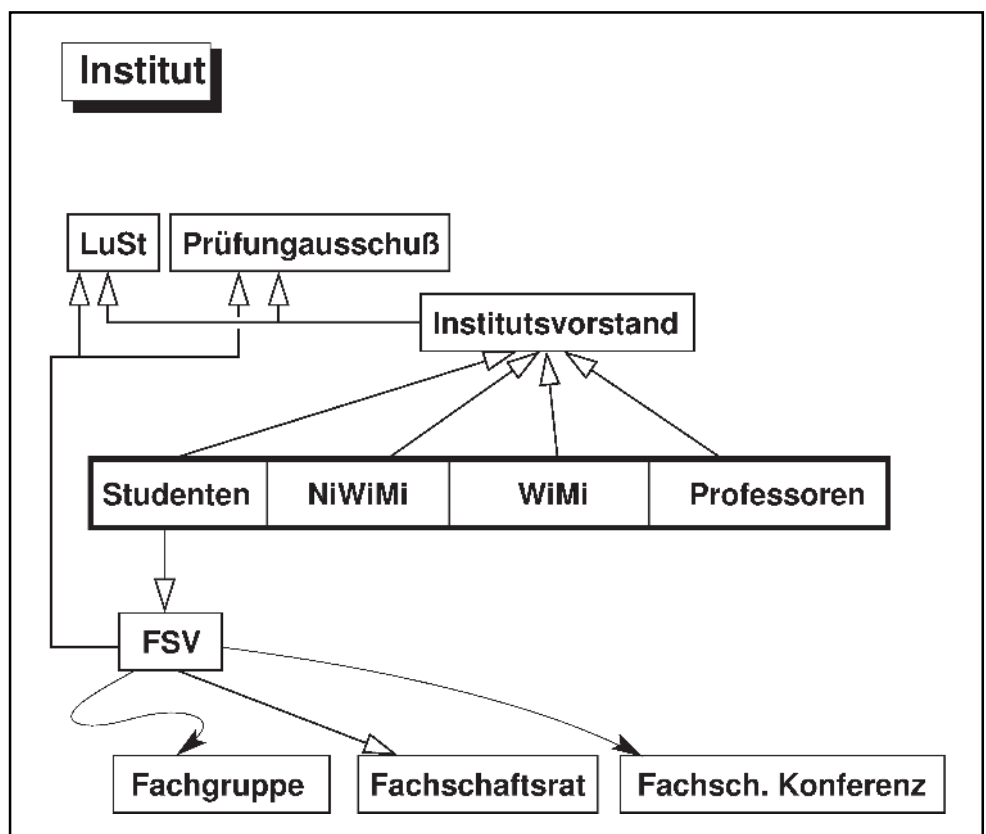 Institut
LuSt
Prüfungausschuß
Institutsvorstand
Studenten
NiWiMi
WiMi
Professoren
FSV
Fachgruppe
Fachschaftsrat
Fachsch. Konferenz